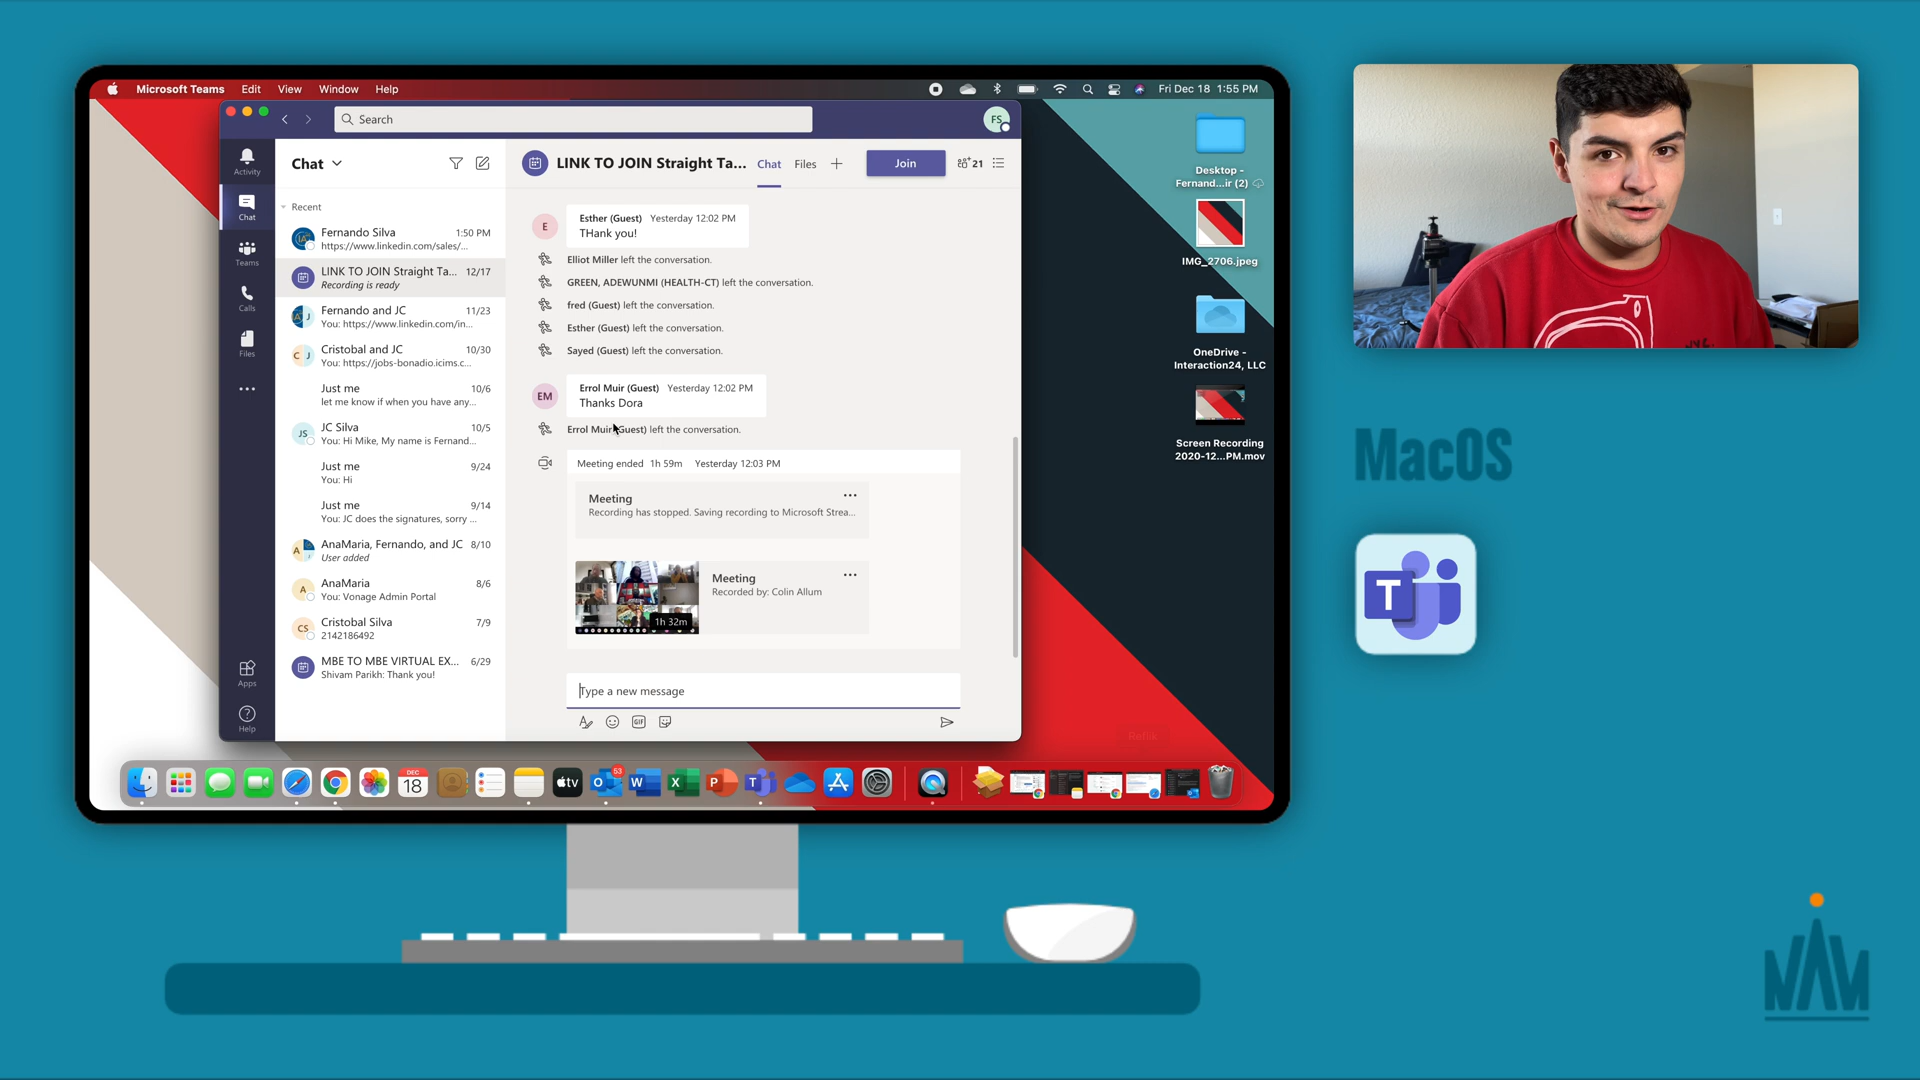 Microsoft Teams Edit View Window Help Fri Dec 18 1:55 PM
Search FS
Activity
Chat
Teams
Calls
Files
Apps
Help
Chat
Recent
Fernando Silva 1:50 PM
https://www.linkedin.com/sales/...
LINK TO JOIN Straight Ta... 12/17
Recording is ready
Fernando and JC 11/23
You: https://www.linkedin.com/in...
C J Cristobal and JC 10/30
You: https://jobs-bonadio.icims.c...
Just me 10/6
let me know if when you have any...
JS JC Silva 10/5
You: Hi Mike, My name is Fernand...
Just me 9/24
You: Hi
Just me 9/14
You: JC does the signatures, sorry ...
AnaMaria, Fernando, and JC 8/10
User added
A AnaMaria 8/6
You: Vonage Admin Portal
CS Cristobal Silva 7/9
2142186492
MBE TO MBE VIRTUAL EX... 6/29
Shivam Parikh: Thank you!
LINK TO JOIN Straight Ta... Chat Files Join 21
E Esther (Guest) Yesterday 12:02 PM
THank you!
Elliot Miller left the conversation.
GREEN, ADEWUNMI (HEALTH-CT) left the conversation.
fred (Guest) left the conversation.
Esther (Guest) left the conversation.
Sayed (Guest) left the conversation.
EM Errol Muir (Guest) Yesterday 12:02 PM
Thanks Dora
Errol Muir (Guest) left the conversation.
Meeting ended 1h 59m Yesterday 12:03 PM
Meeting
Recording has stopped. Saving recording to Microsoft Strea...
Meeting
Recorded by: Colin Allum
1h 32m
Type a new message
GIF
Desktop -
Fernand...ir (2)
IMG_2706.jpeg
OneDrive -
Interaction24, LLC
Screen Recording
2020-12...PM.mov
DEC
18
tv
O 53
W
X
P
T
MacOS
T